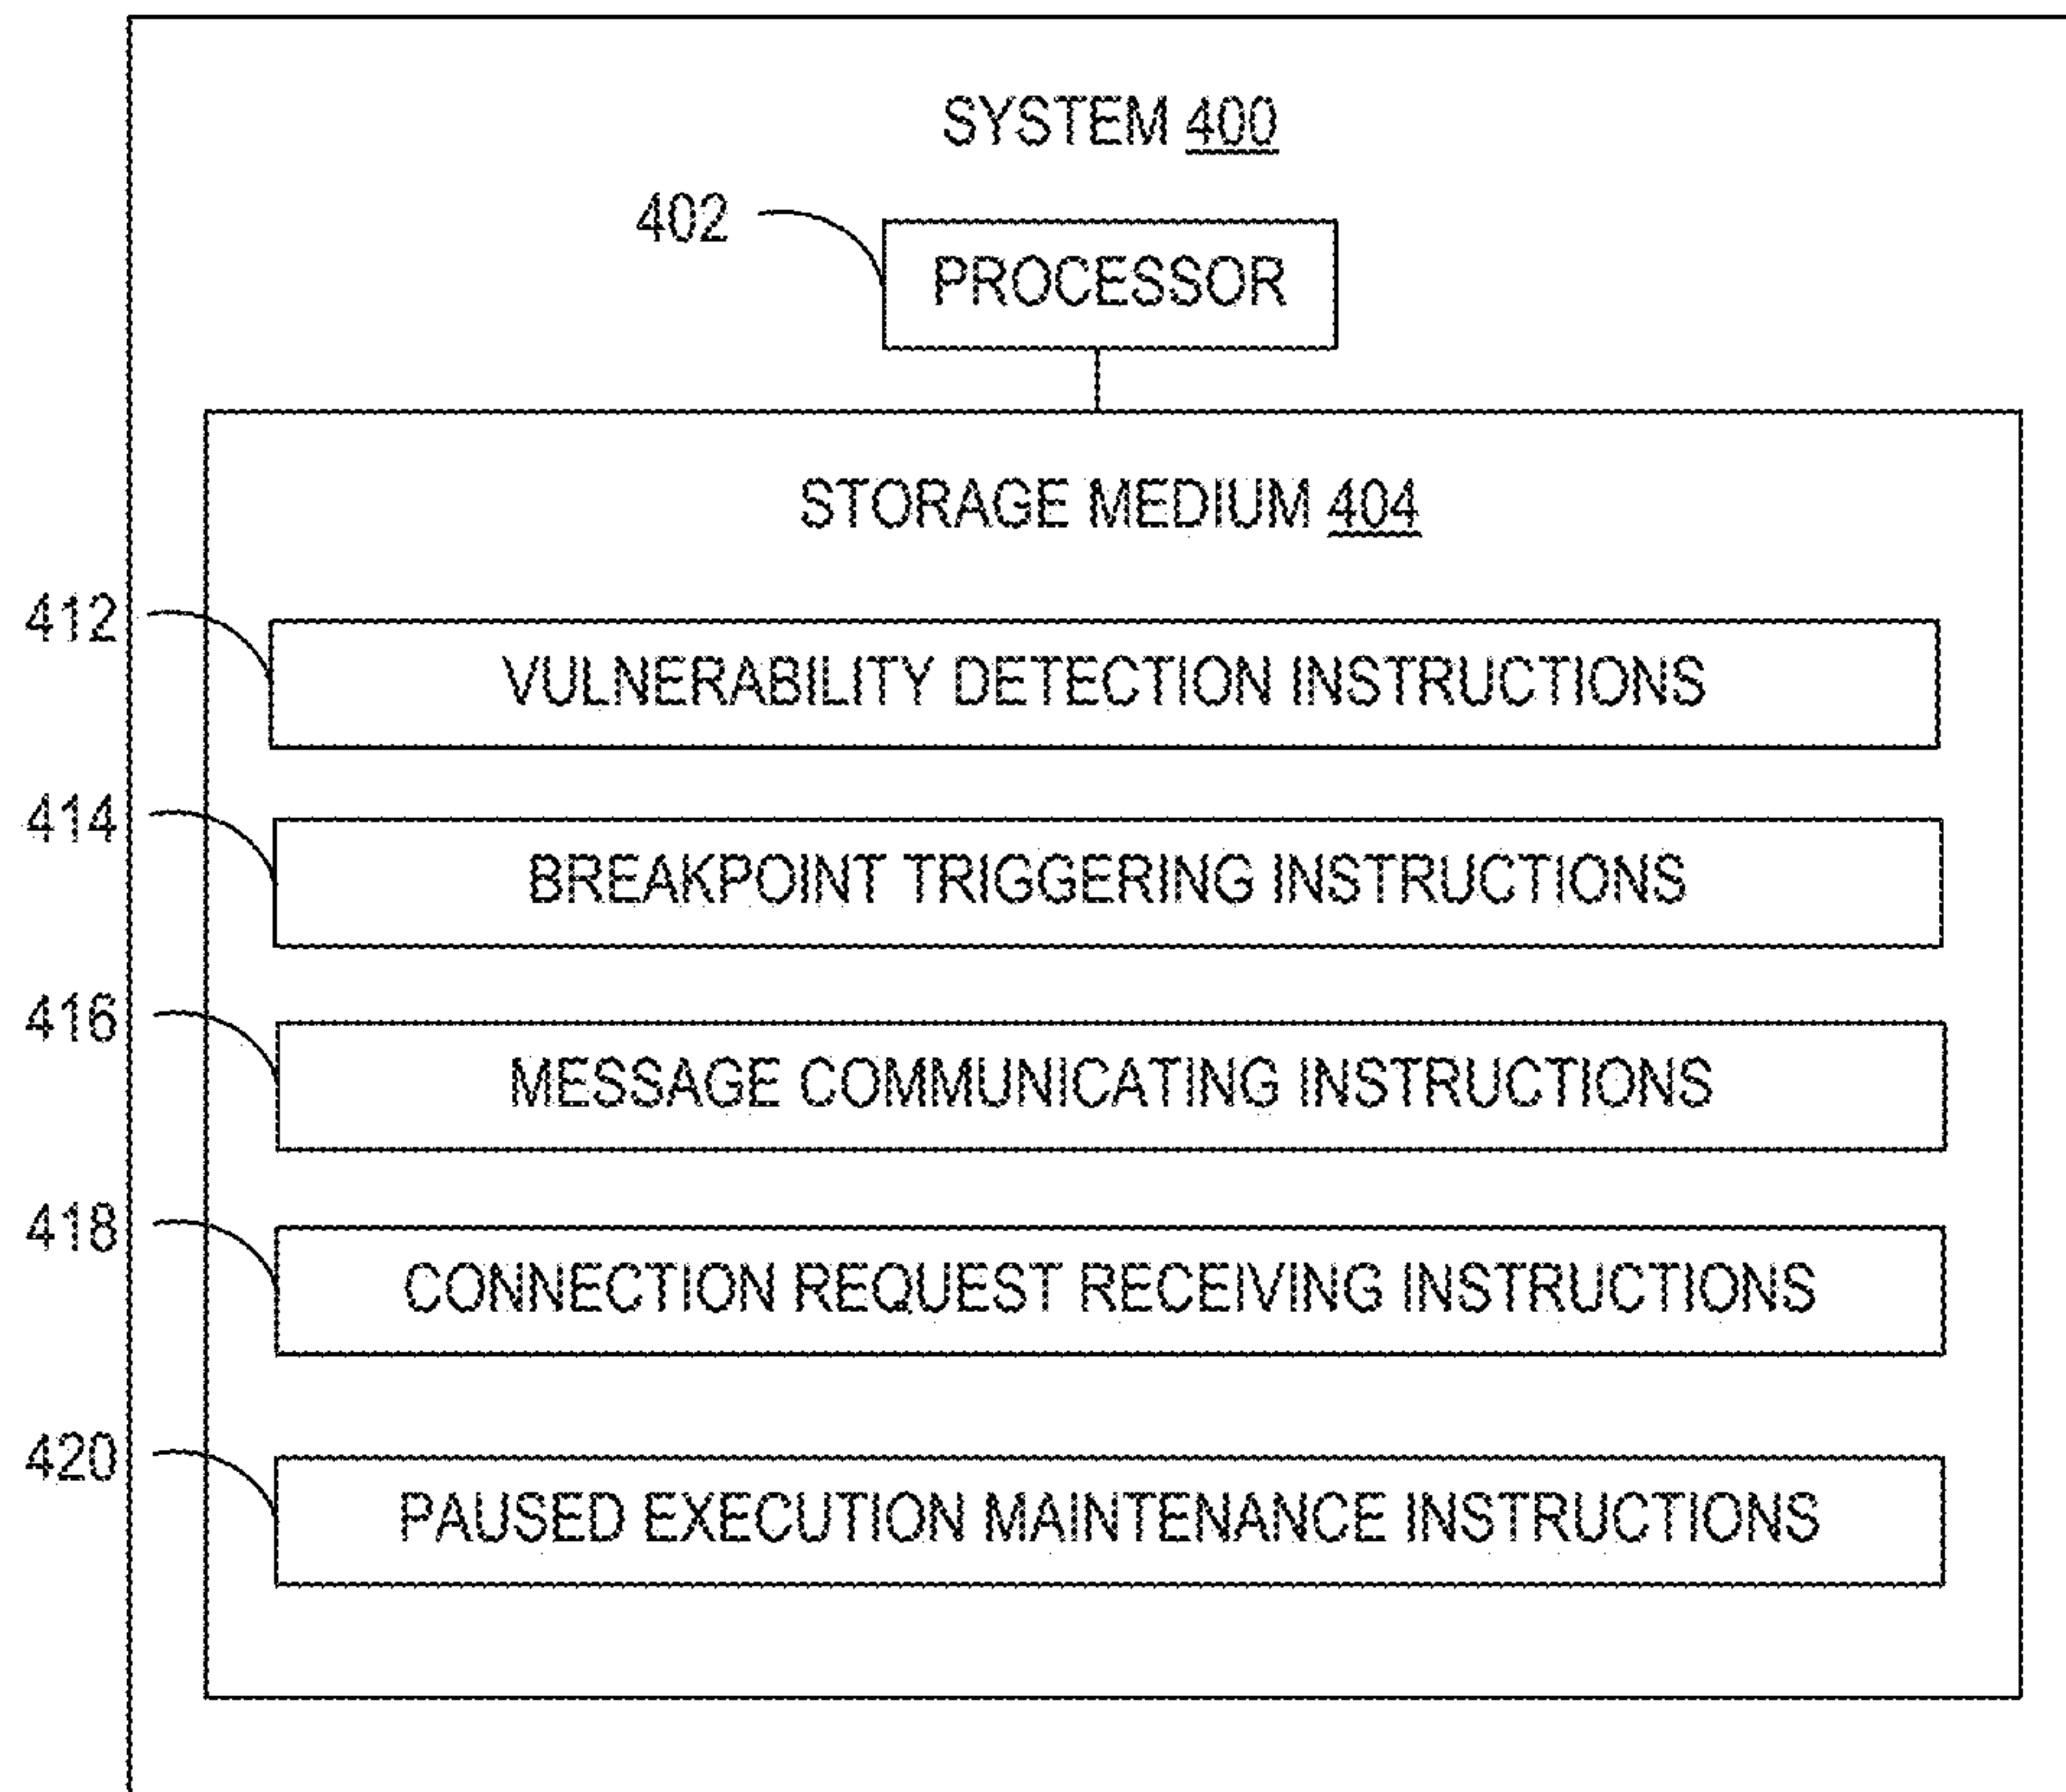 SYSTEM 400
402
PROCESSOR
STORAGE MEDIUM 404
412
VULNERABILITY DETECTION INSTRUCTIONS
414
BREAKPOINT TRIGGERING INSTRUCTIONS
416
MESSAGE COMMUNICATING INSTRUCTIONS
418
CONNECTION REQUEST RECEIVING INSTRUCTIONS
420
PAUSED EXECUTION MAINTENANCE INSTRUCTIONS